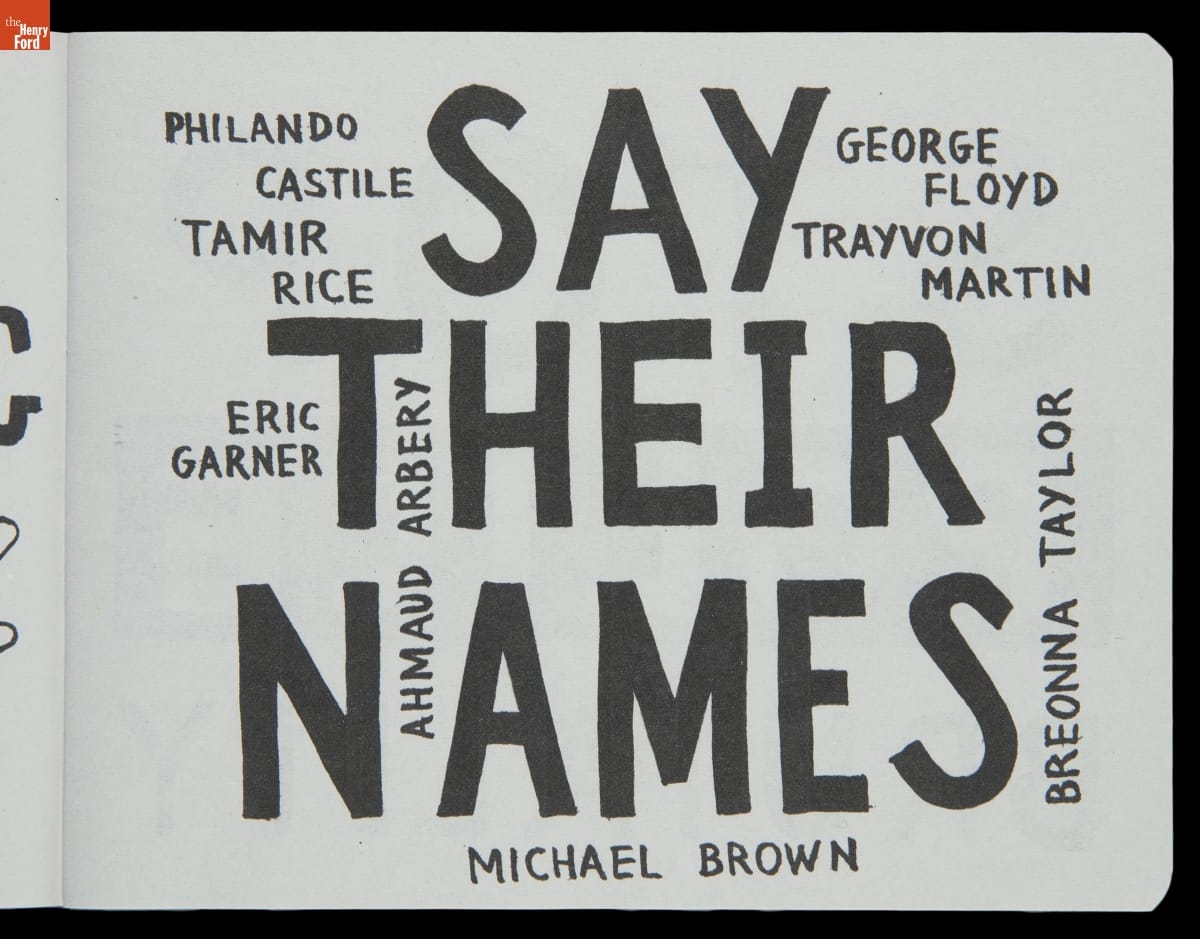 the
Henry
Ford
PHILANDO
CASTILE
TAMIR
RICE
SAY
GEORGE
FLOYD
TRAYVON
MARTIN
THEIR
ERIC
GARNER
AHMAUD ARBERY
BREONNA TAYLOR
NAMES
MICHAEL BROWN